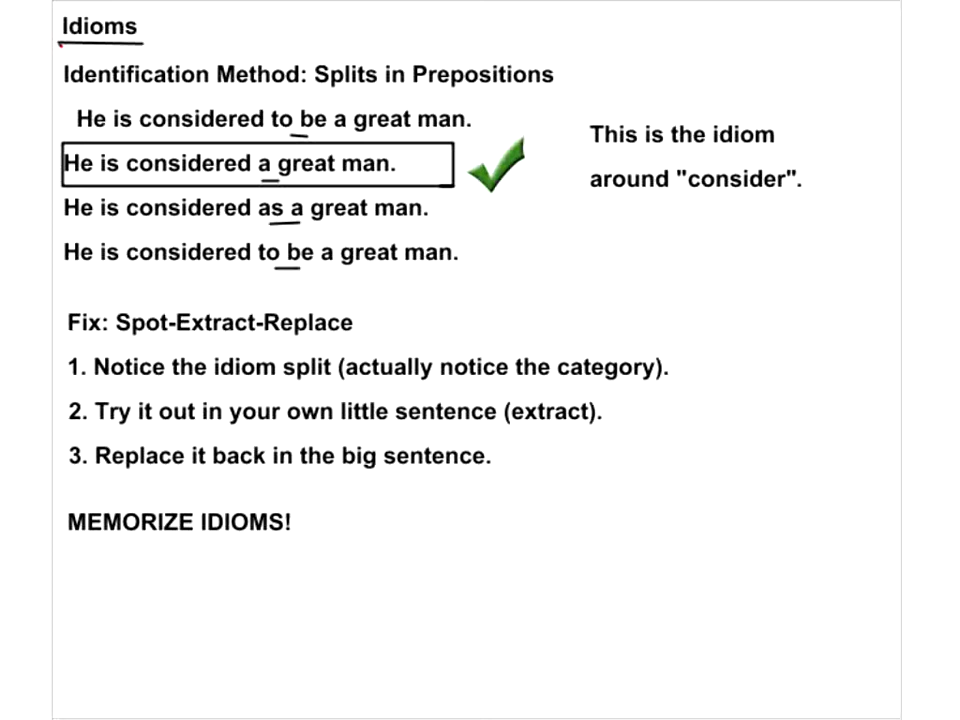 Idioms
Identification Method: Splits in Prepositions
He is considered to be a great man.
He is considered a great man.
He is considered as a great man.
He is considered to be a great man.
This is the idiom
around "consider".
Fix: Spot-Extract-Replace
1. Notice the idiom split (actually notice the category).
2. Try it out in your own little sentence (extract).
3. Replace it back in the big sentence.
MEMORIZE IDIOMS!